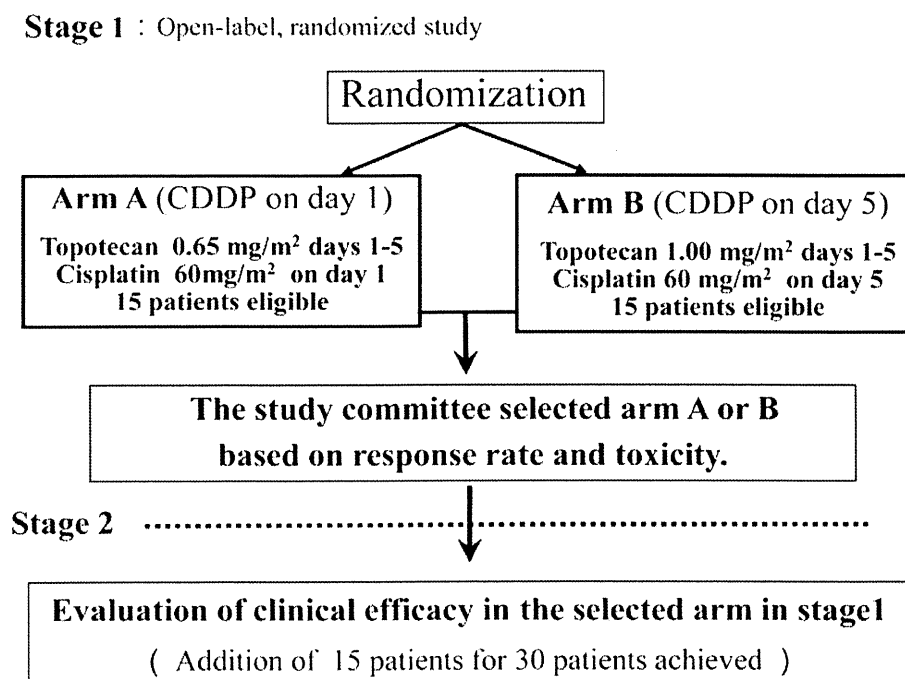 Stage 1 : Open-label, randomized study
Randomization
Arm A (CDDP on day 1)
Topotecan 0.65 mg/m² days 1-5
Cisplatin 60mg/m² on day 1
15 patients eligible
Arm B (CDDP on day 5)
Topotecan 1.00 mg/m² days 1-5
Cisplatin 60 mg/m² on day 5
15 patients eligible
The study committee selected arm A or B
based on response rate and toxicity.
Stage 2
Evaluation of clinical efficacy in the selected arm in stage1
( Addition of 15 patients for 30 patients achieved )